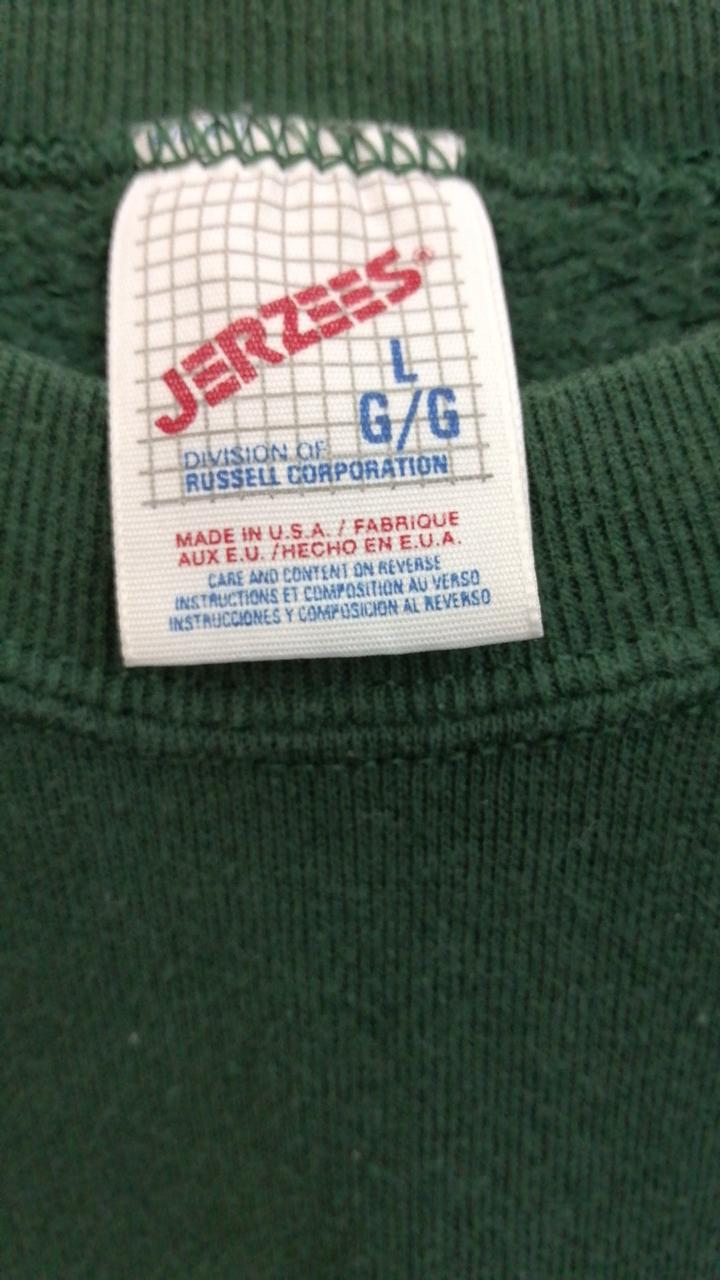 JERZEES®
L
G/G
DIVISION OF
RUSSELL CORPORATION
MADE IN U.S.A. / FABRIQUE
AUX E.U. /HECHO EN E.U.A.
CARE AND CONTENT ON REVERSE
INSTRUCTIONS ET COMPOSITION AU VERSO
INSTRUCCIONES Y COMPOSICION AL REVERSO